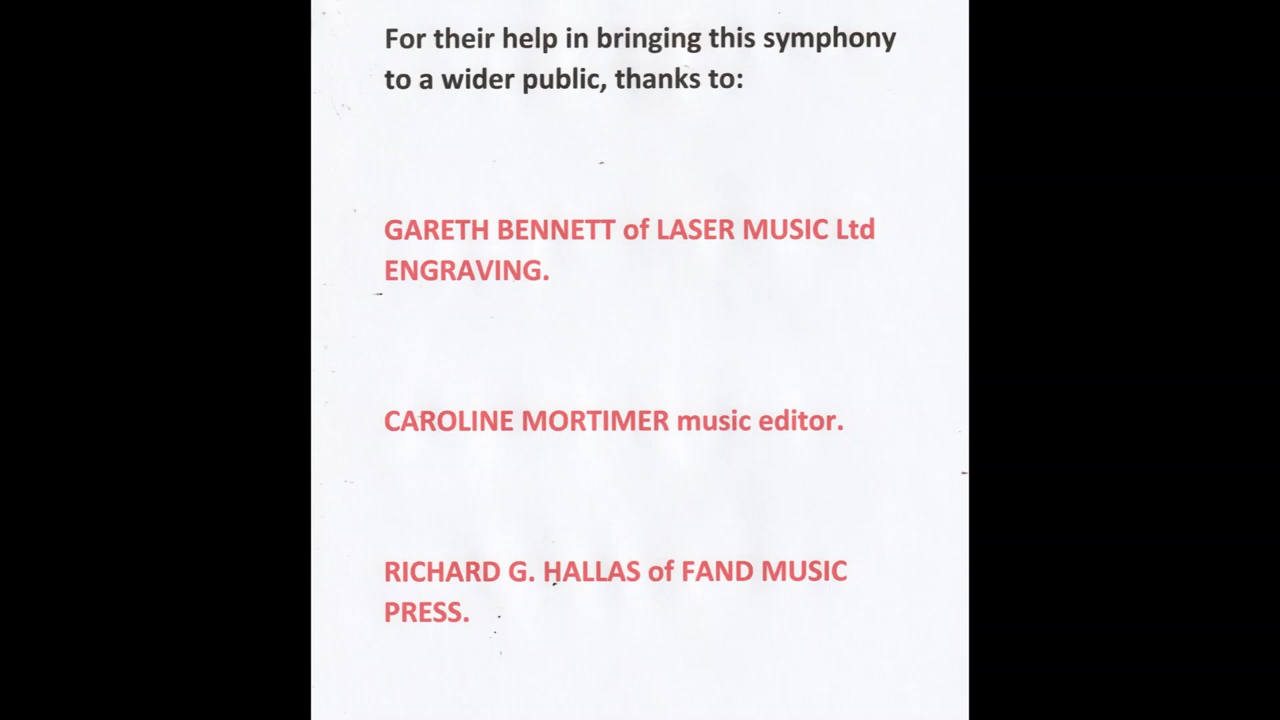 For their help in bringing this symphony
to a wider public, thanks to:
GARETH BENNETT of LASER MUSIC Ltd
ENGRAVING.
CAROLINE MORTIMER music editor.
RICHARD G. HALLAS of FAND MUSIC
PRESS.